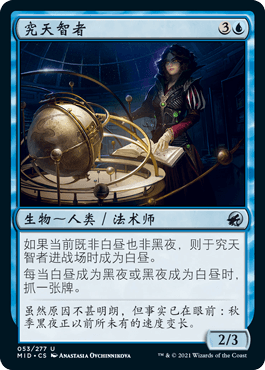 究天智者 3
生物～人类／法术师
如果当前既非白昼也非黑夜，则于究天
智者进战场时成为白昼。
每当白昼成为黑夜或黑夜成为白昼时，
抓一张牌。
虽然原因不甚明朗，但事实已在眼前：秋
季黑夜正以前所未有的速度变长。
2/3
053/277 U
MID • CS ANASTASIA OVCHINNIKOVA
™ & © 2021 Wizards of the Coast